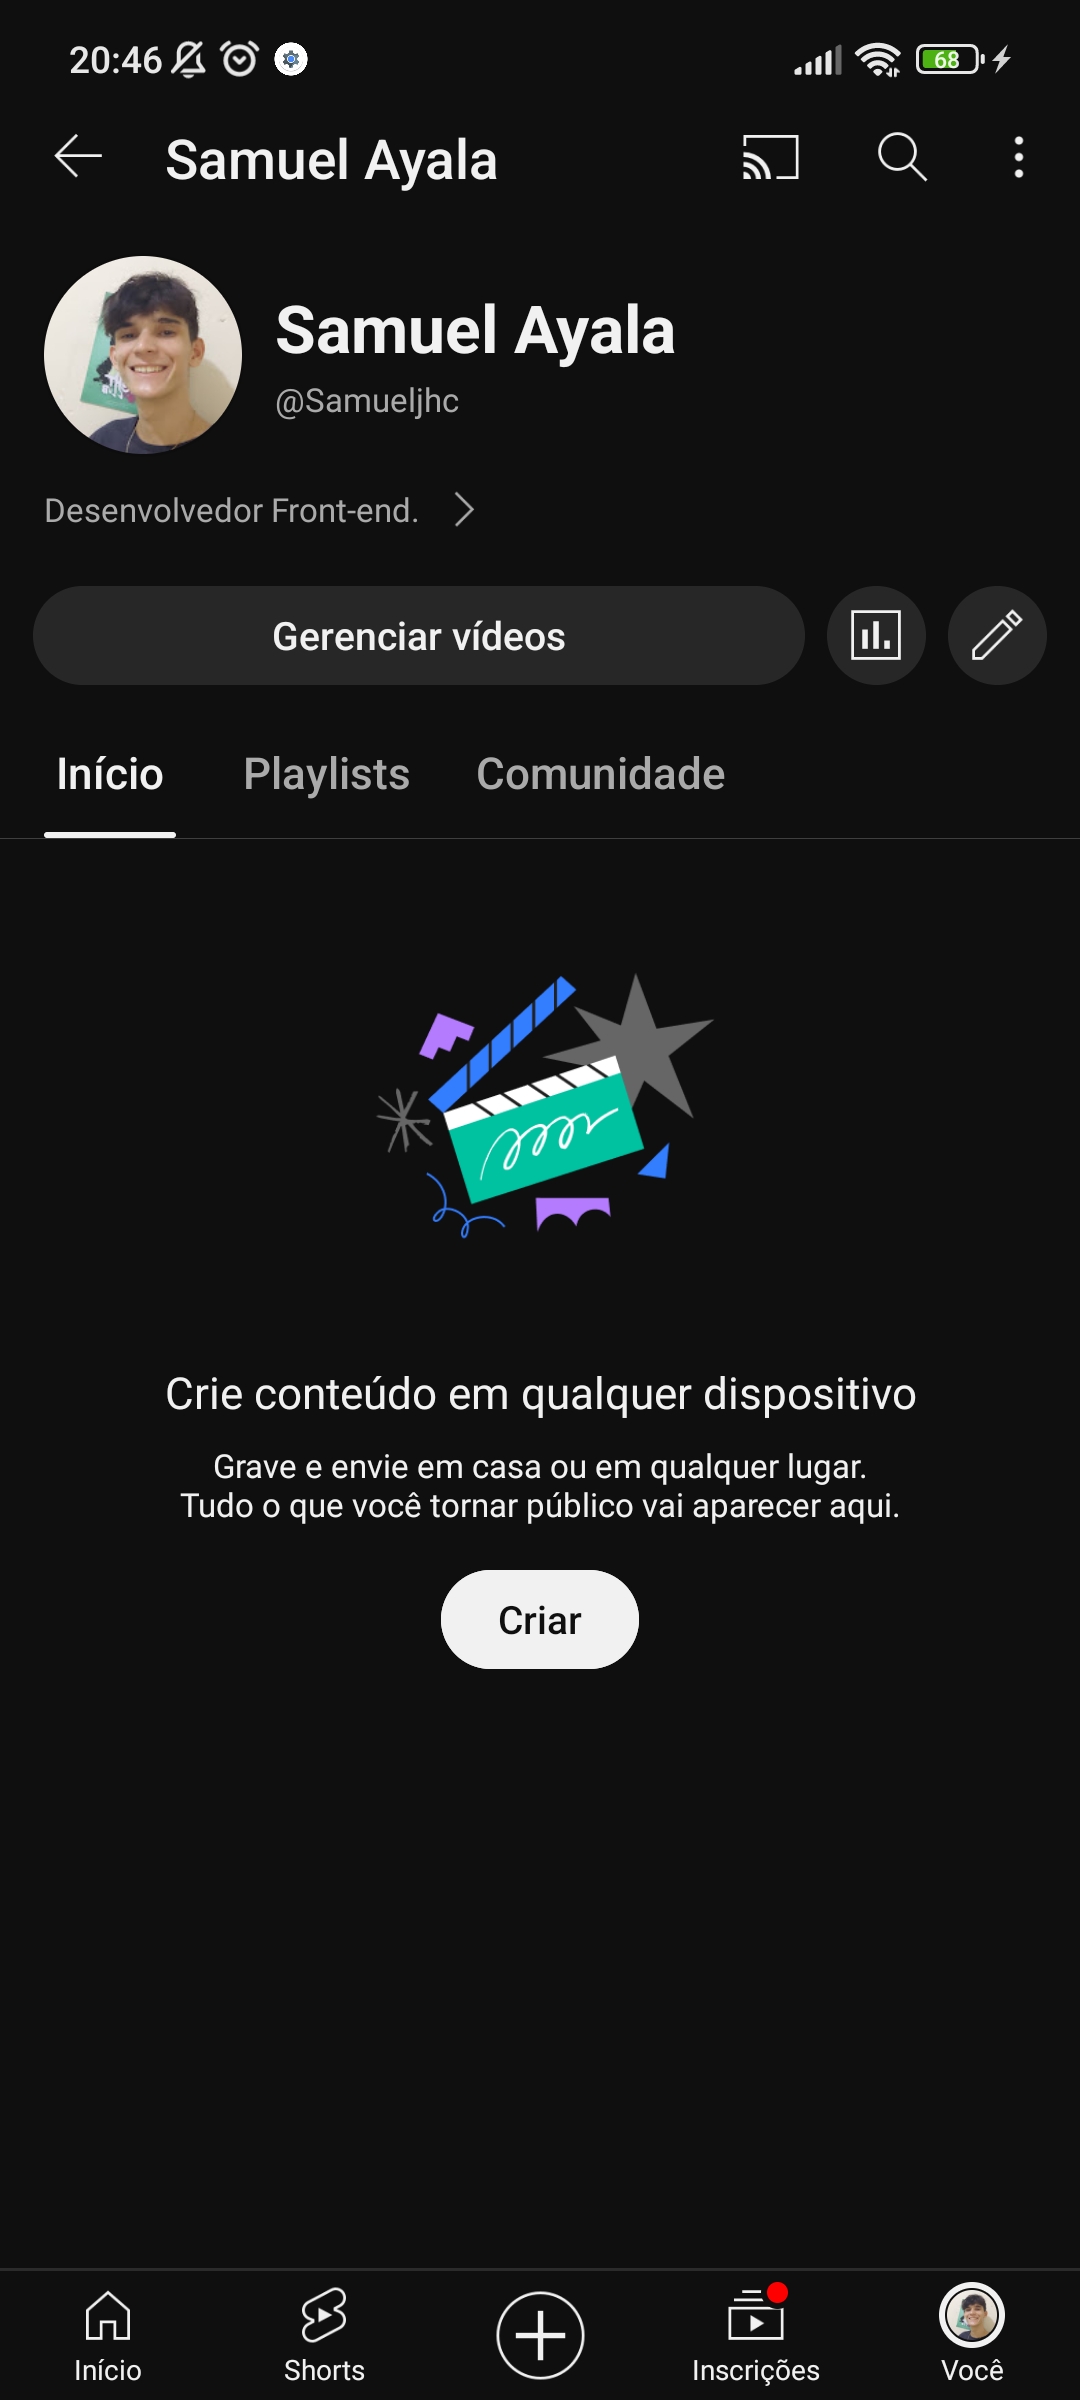 20:46
68
Samuel Ayala
Samuel Ayala
@Samueljhc
Desenvolvedor Front-end.
Gerenciar vídeos
Início
Playlists
Comunidade
Crie conteúdo em qualquer dispositivo
Grave e envie em casa ou em qualquer lugar.
Tudo o que você tornar público vai aparecer aqui.
Criar
Início
Shorts
Inscrições
Você